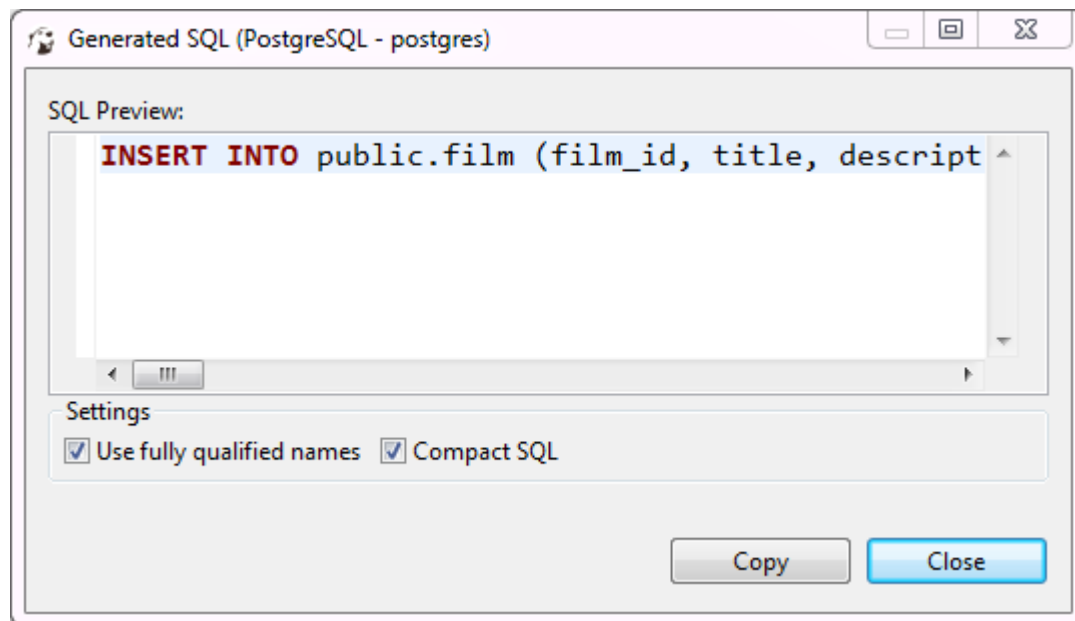 Generated SQL (PostgreSQL - postgres)
SQL Preview:
INSERT INTO public.film (film_id, title, descript
Settings
Use fully qualified names Compact SQL
Copy Close